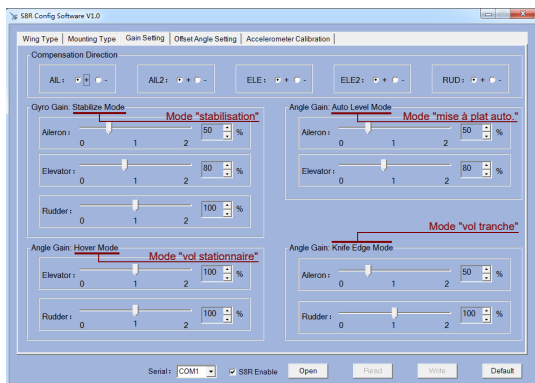 S8R Config Software V1.0
Wing Type Mounting Type Gain Setting Offset Angle Setting Accelerometer Calibration
Compensation Direction
AIL : + - AIL2 : + - ELE : + - ELE2 : + - RUD : + -
Gyro Gain: Stabilize Mode
Mode "stabilisation"
Aileron : 50 %
0 1 2
Elevator : 80 %
0 1 2
Rudder : 100 %
0 1 2
Angle Gain: Auto Level Mode
Mode "mise à plat auto."
Aileron : 50 %
0 1 2
Elevator : 80 %
0 1 2
Angle Gain: Hover Mode
Mode "vol stationnaire"
Elevator : 100 %
0 1 2
Rudder : 100 %
0 1 2
Mode "vol tranche"
Angle Gain: Knife Edge Mode
Aileron : 50 %
0 1 2
Rudder : 100 %
0 1 2
Serial : COM1 S8R Enable Open Read Write Default